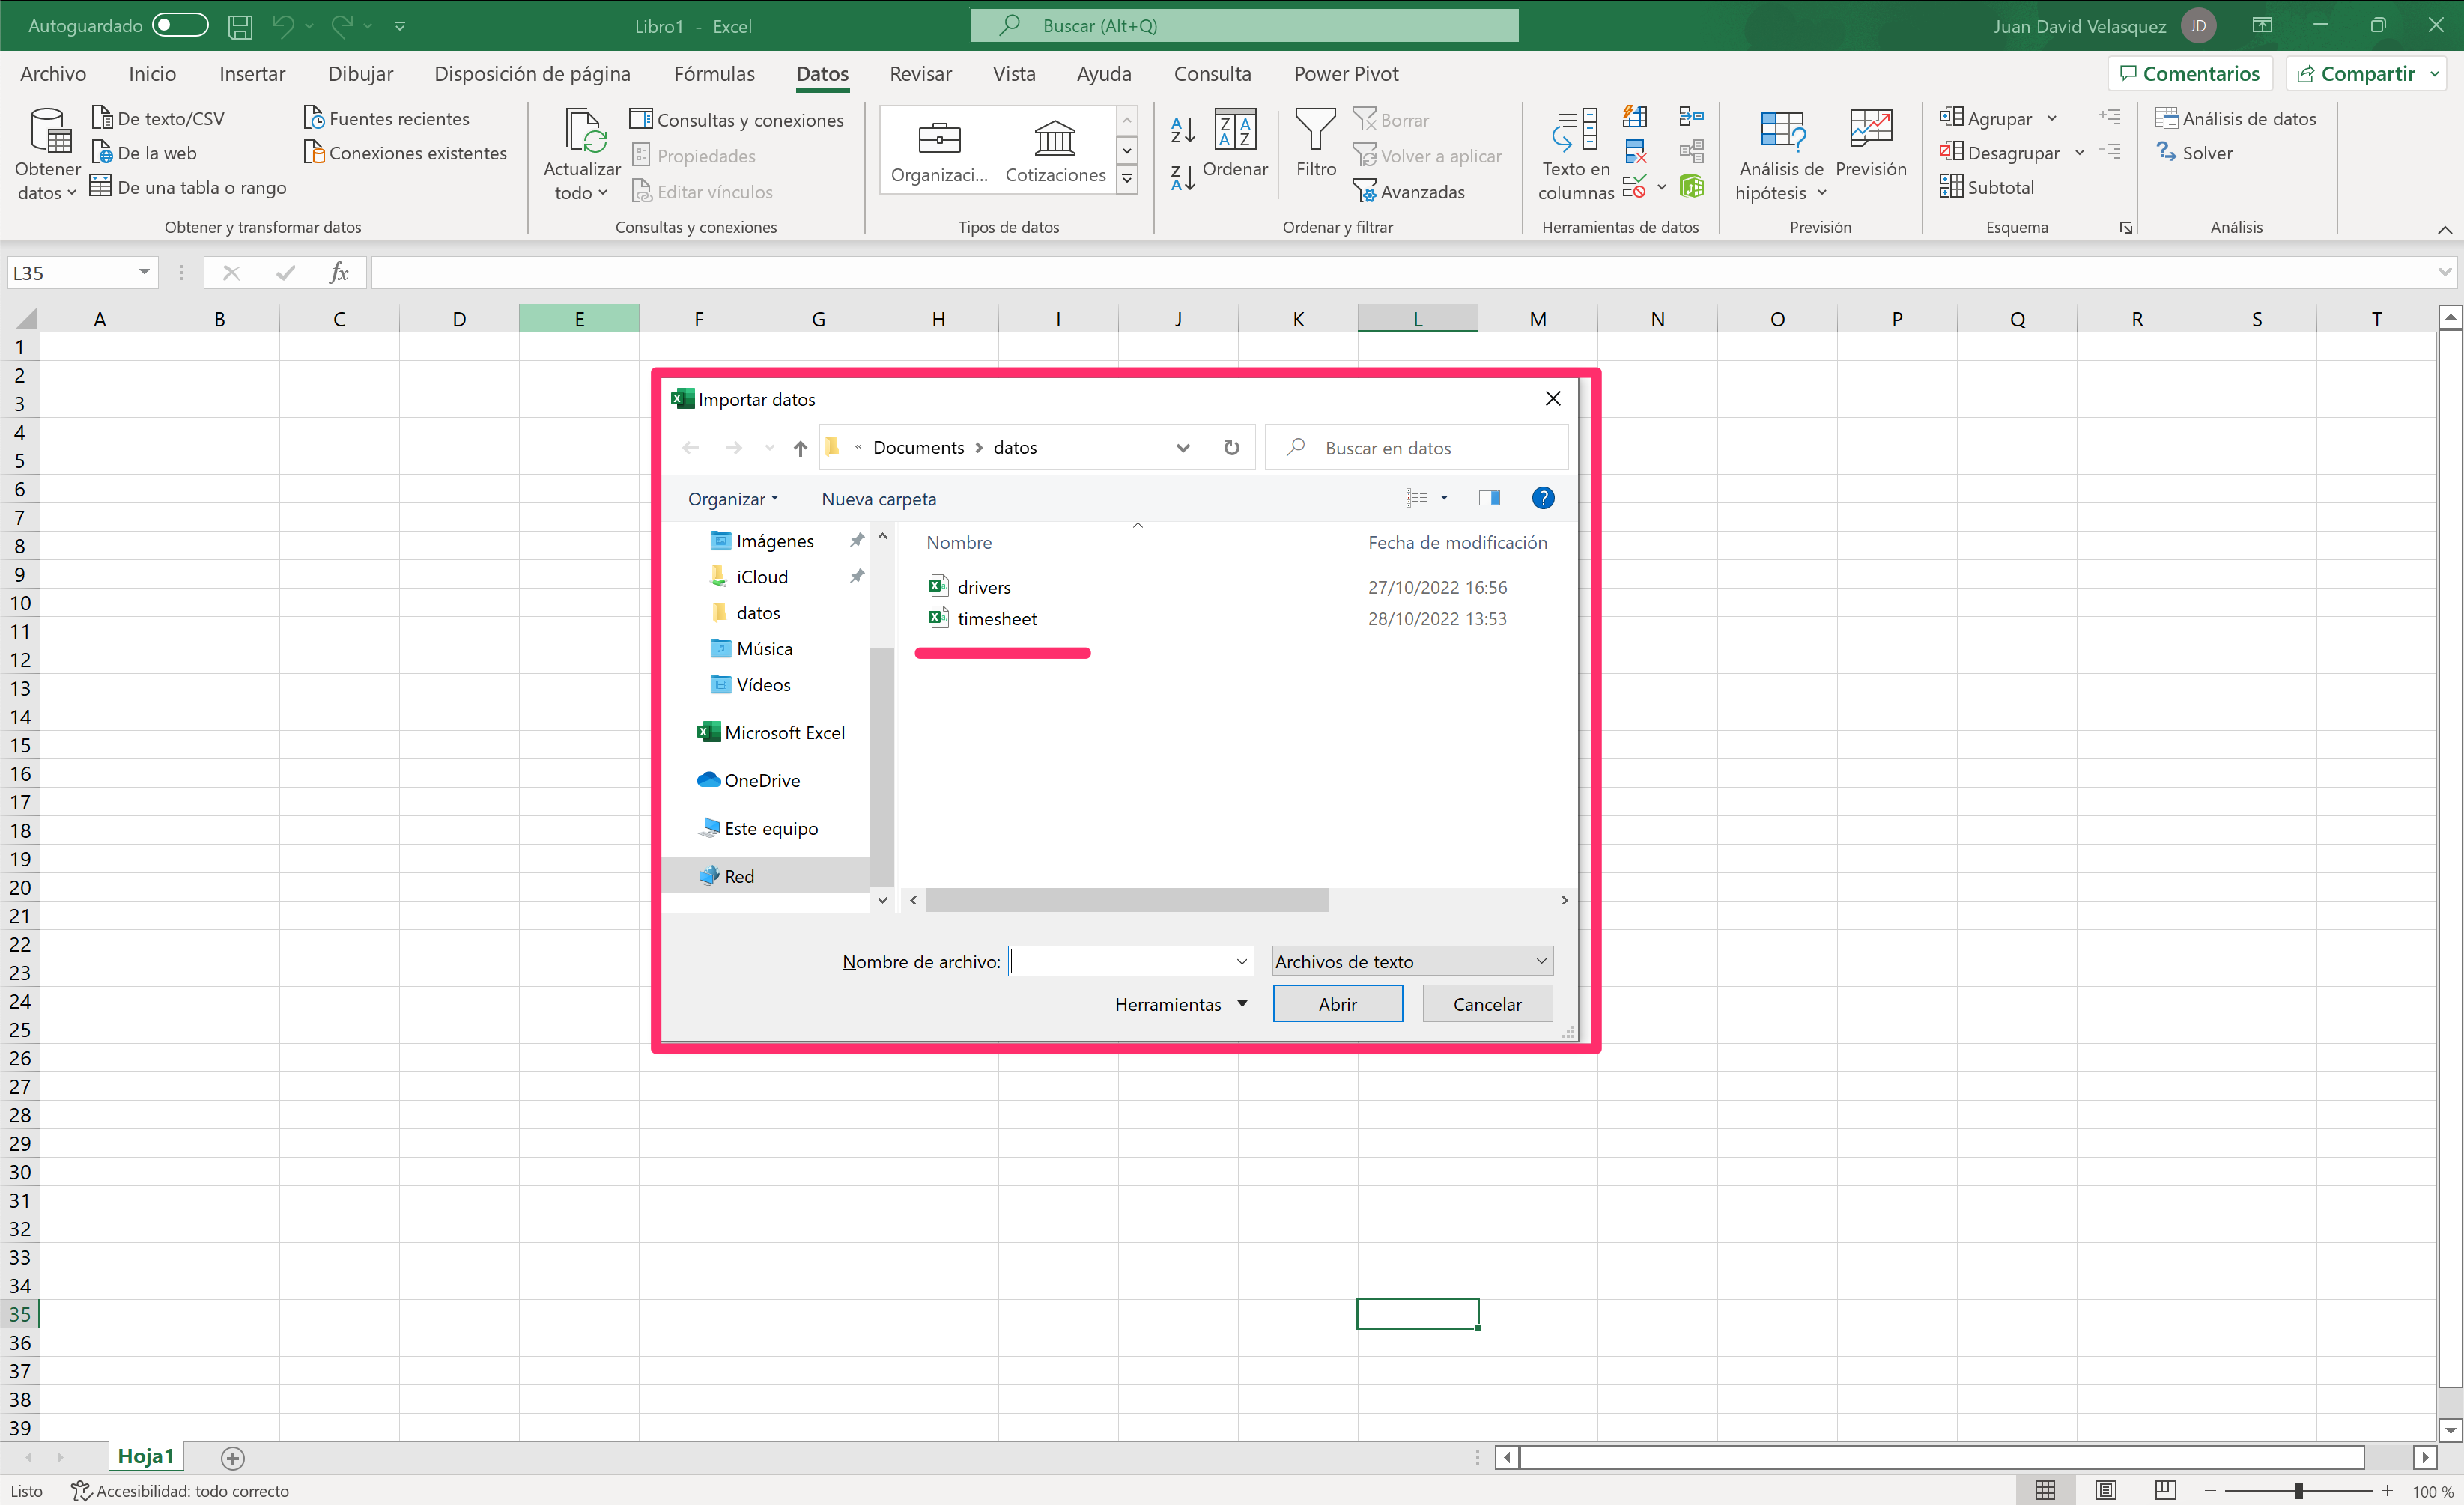 Autoguardado
Libro1 - Excel
Buscar (Alt+Q)
Juan David Velasquez
JD
Archivo Inicio Insertar Dibujar Disposición de página Fórmulas Datos Revisar Vista Ayuda Consulta Power Pivot
Comentarios
Compartir
Obtener datos
De texto/CSV
De la web
De una tabla o rango
Fuentes recientes
Conexiones existentes
Obtener y transformar datos
Actualizar todo
Consultas y conexiones
Propiedades
Editar vínculos
Consultas y conexiones
Organizaci...
Cotizaciones
Tipos de datos
Ordenar
Filtro
Borrar
Volver a aplicar
Avanzadas
Ordenar y filtrar
Texto en columnas
Herramientas de datos
Análisis de hipótesis
Previsión
Previsión
Agrupar
Desagrupar
Subtotal
Esquema
Análisis de datos
Solver
Análisis
L35
fx
A B C D E F G H I J K L M N O P Q R S T
1
2
3
4
5
6
7
8
9
10
11
12
13
14
15
16
17
18
19
20
21
22
23
24
25
26
27
28
29
30
31
32
33
34
35
36
37
38
39
Importar datos
« Documents > datos
Buscar en datos
Organizar
Nueva carpeta
Imágenes
iCloud
datos
Música
Vídeos
Microsoft Excel
OneDrive
Este equipo
Red
Nombre Fecha de modificación
drivers 27/10/2022 16:56
timesheet 28/10/2022 13:53
Nombre de archivo:
Archivos de texto
Herramientas
Abrir
Cancelar
Hoja1
Listo
Accesibilidad: todo correcto
100 %